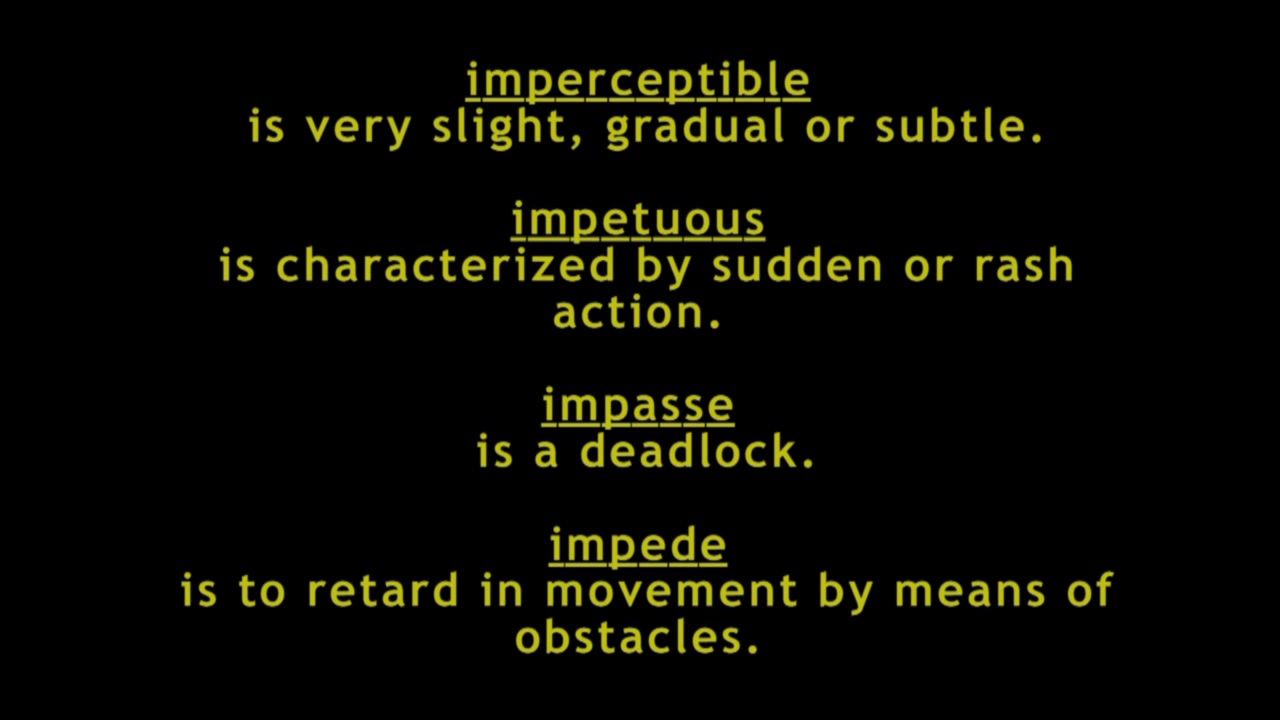 imperceptible
is very slight, gradual or subtle.
impetuous
is characterized by sudden or rash
action.
impasse
is a deadlock.
impede
is to retard in movement by means of
obstacles.